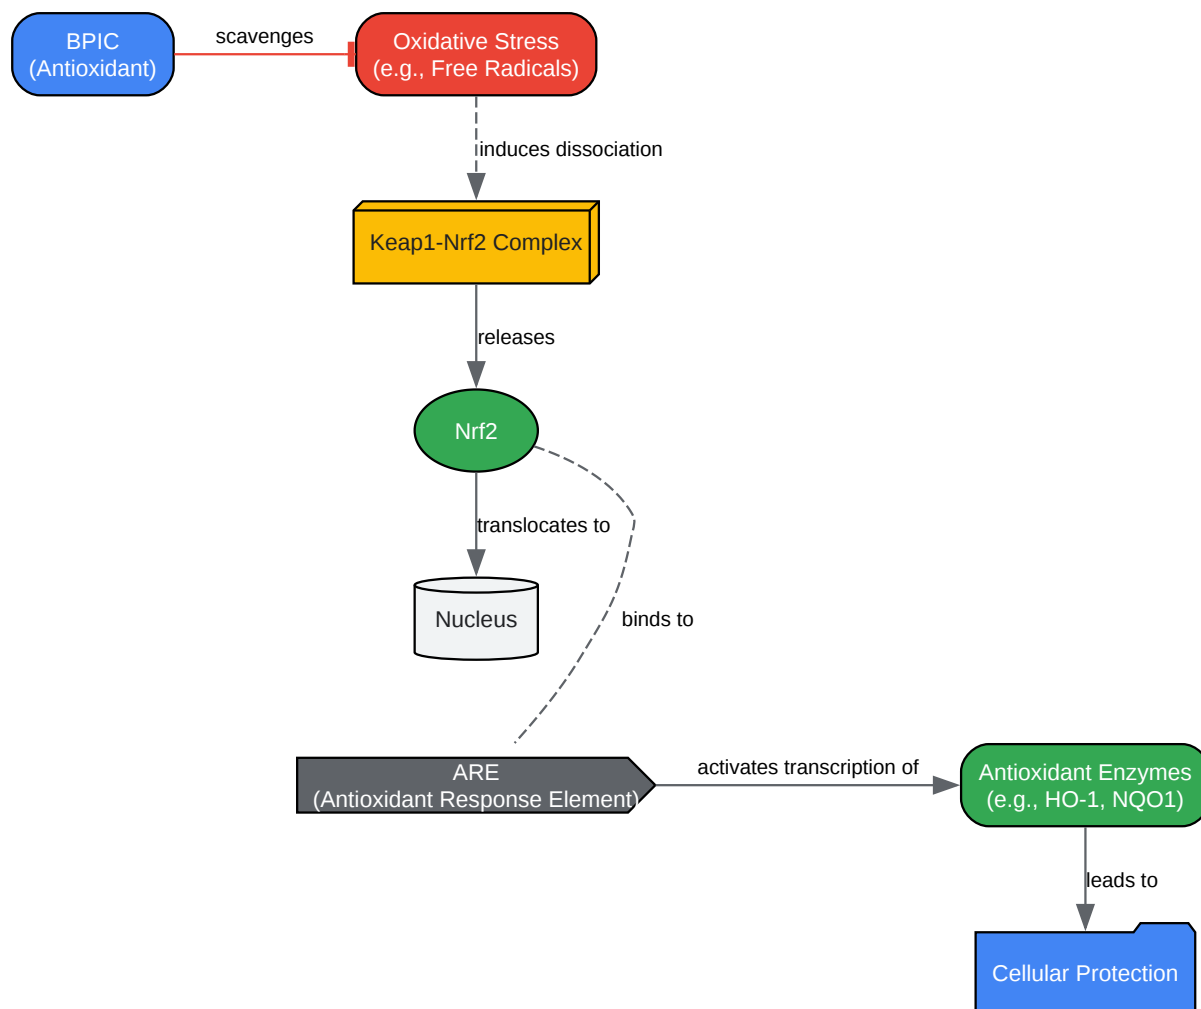 BPIC
(Antioxidant)
scavenges
Oxidative Stress
(e.g., Free Radicals)
induces dissociation
Keap1-Nrf2 Complex
releases
Nrf2
translocates to
Nucleus
binds to
ARE
(Antioxidant Response Element)
activates transcription of
Antioxidant Enzymes
(e.g., HO-1, NQO1)
leads to
Cellular Protection